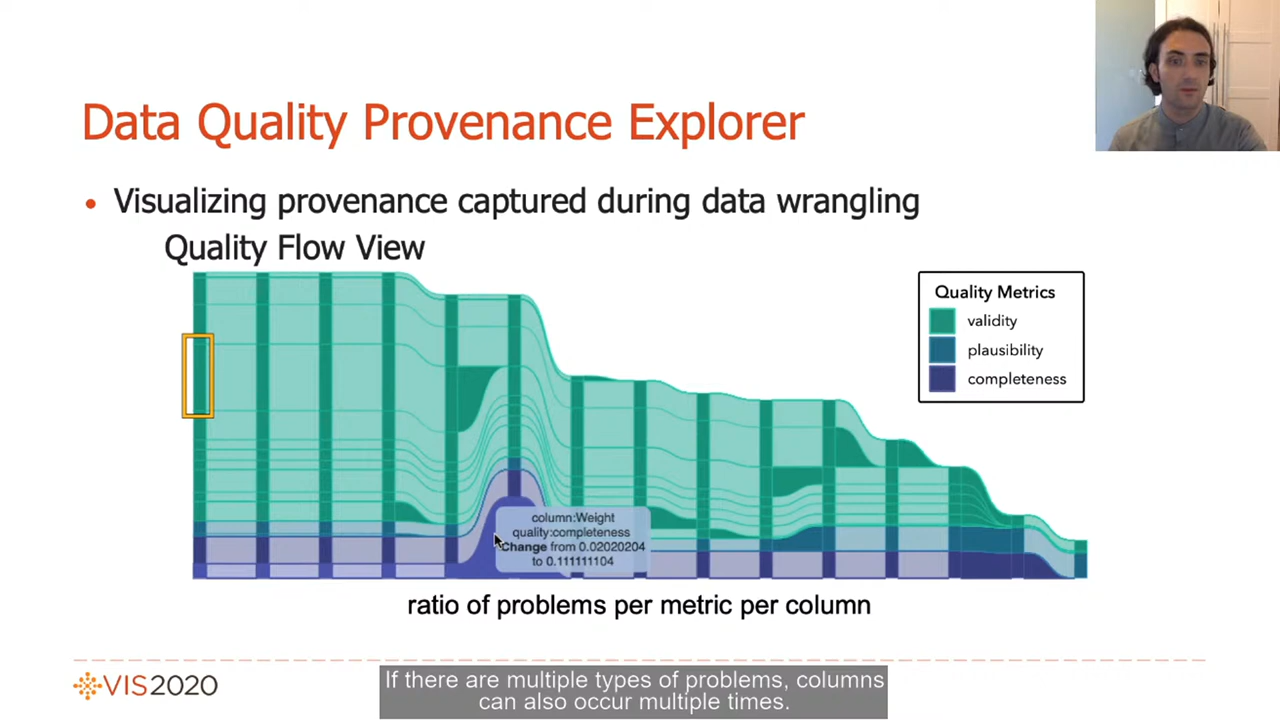 Data Quality Provenance Explorer
• Visualizing provenance captured during data wrangling
Quality Flow View
Quality Metrics
validity
plausibility
completeness
column:Weight
quality:completeness
Change from 0.02020204
to 0.111111104
ratio of problems per metric per column
VIS2020
If there are multiple types of problems, columns
can also occur multiple times.